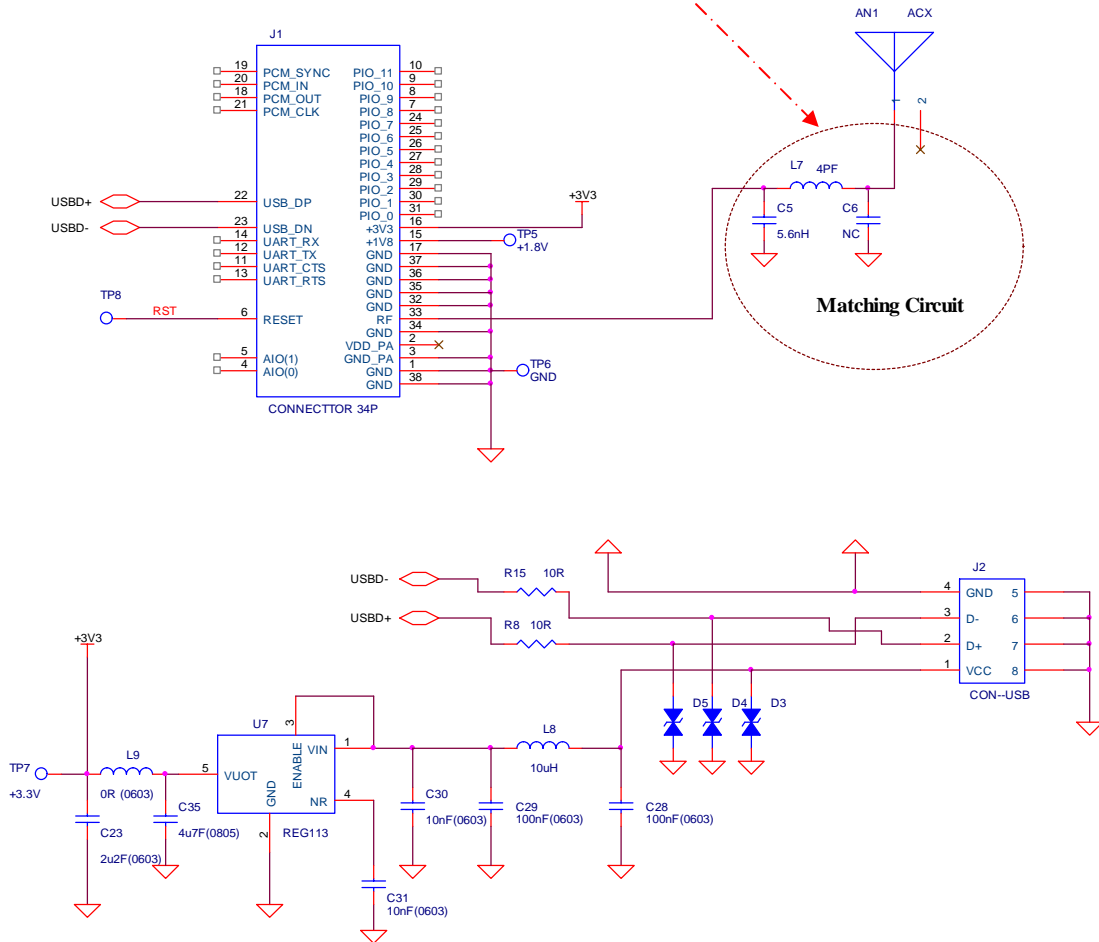 AN1 ACX
J1
19 PCM_SYNC PIO_11 10
20 PCM_IN PIO_10 9
18 PCM_OUT PIO_9 8
21 PCM_CLK PIO_8 7
PIO_7 24
PIO_6 25
PIO_5 26
PIO_4 27
PIO_3 28
PIO_2 29
PIO_1 30
PIO_0 31
1 2
L7 4PF
C5 C6
5.6nH NC
Matching Circuit
USBD+ 22 USB_DP
USBD- 23 USB_DN
+3V3 16 +3V3
14 UART_RX +1V8 15 TP5
+1.8V
12 UART_TX GND 17
11 UART_CTS GND 37
13 UART_RTS GND 36
GND 35
GND 32
TP8 RST 6 RESET RF 33
GND 34
VDD_PA 2
5 AIO(1) GND_PA 3
4 AIO(0) GND 1 TP6
GND
GND 38
CONNECTTOR 34P
USBD- R15 10R
USBD+ R8 10R
J2
4 GND 5
3 D- 6
2 D+ 7
1 VCC 8
CON--USB
D5 D4 D3
+3V3
U7
3
L9 5 VUOT ENABLE VIN 1 L8
TP7
+3.3V 0R (0603) 10uH
GND NR 4
2 REG113
C35
4u7F(0805)
C23
2u2F(0603)
C30
10nF(0603)
C29
100nF(0603)
C28
100nF(0603)
C31
10nF(0603)